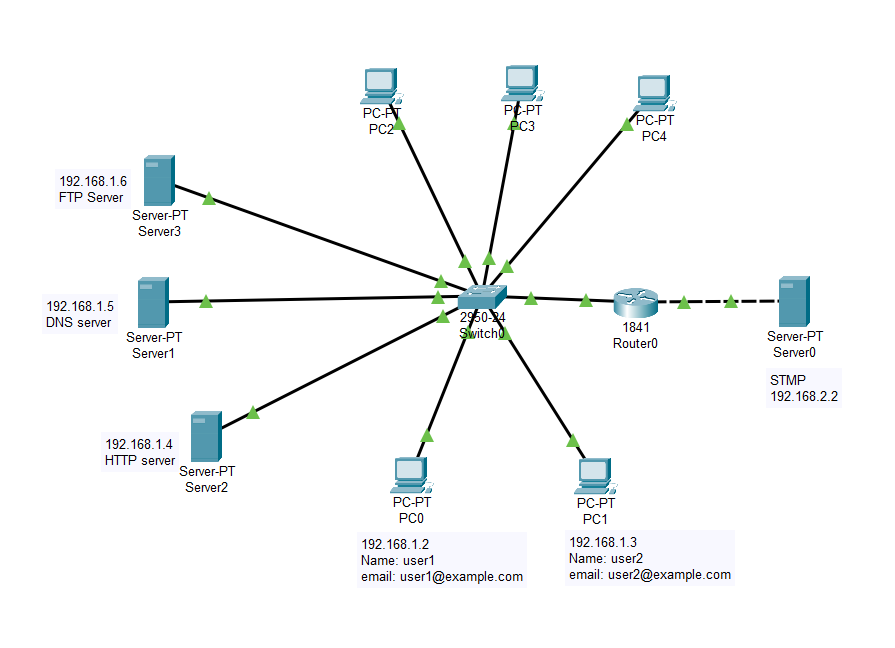 PC-PT
PC2
PC-PT
PC3
PC-PT
PC4
192.168.1.6
FTP Server
Server-PT
Server3
192.168.1.5
DNS server
Server-PT
Server1
2950-24
Switch0
1841
Router0
Server-PT
Server0
STMP
192.168.2.2
192.168.1.4
HTTP server
Server-PT
Server2
PC-PT
PC0
192.168.1.2
Name: user1
email: user1@example.com
PC-PT
PC1
192.168.1.3
Name: user2
email: user2@example.com